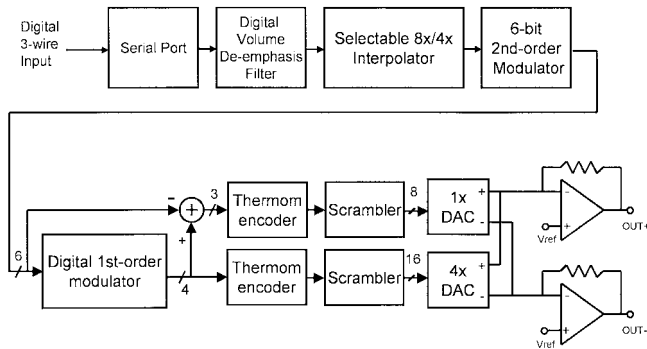 Digital
3-wire
Input
Serial Port
Digital
Volume
De-emphasis
Filter
Selectable 8x/4x
Interpolator
6-bit
2nd-order
Modulator
6
Digital 1st-order
modulator
-
+
+
3
4
Thermom
encoder
Scrambler
8
1x
DAC
+
-
Thermom
encoder
Scrambler
16
4x
DAC
+
-
-
+
Vref
OUT+
-
+
Vref
OUT-